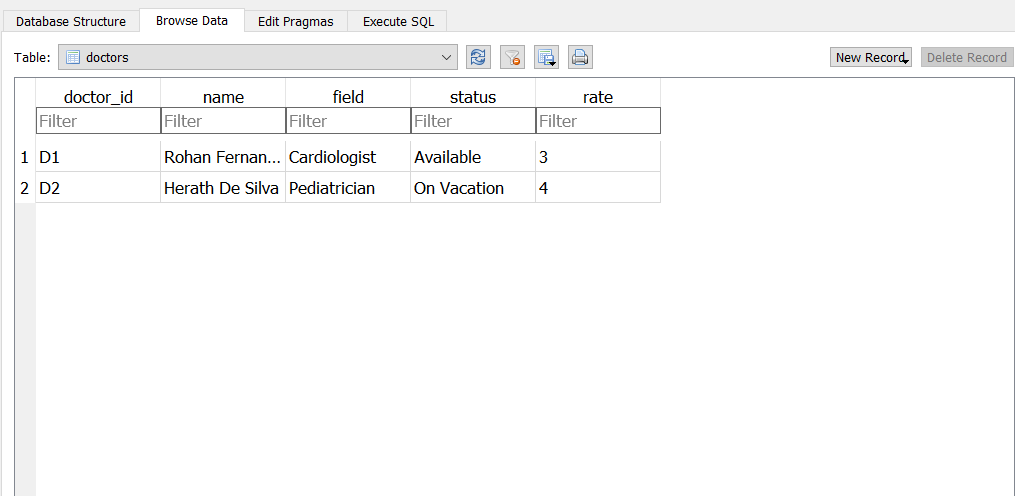 Database Structure Browse Data Edit Pragmas Execute SQL
Table: doctors New Record Delete Record
doctor_id name field status rate
Filter Filter Filter Filter Filter
1 D1 Rohan Fernan... Cardiologist Available 3
2 D2 Herath De Silva Pediatrician On Vacation 4